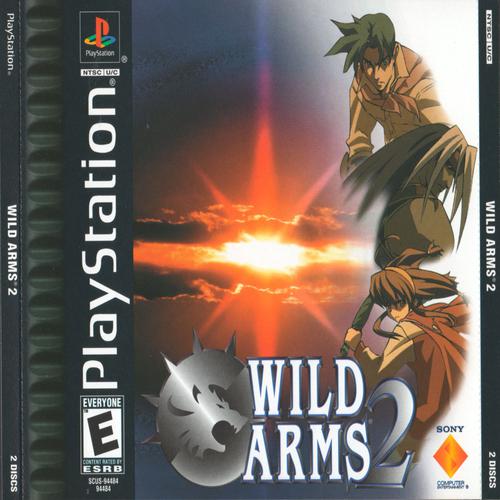 PlayStation®
WILD ARMS® 2
2 DISCS
PlayStation
NTSC U/C
PlayStation®
EVERYONE
E
CONTENT RATED BY
ESRB
SCUS-94484
94484
WILD
ARMS 2
SONY
COMPUTER
ENTERTAINMENT®
NTSC U/C
WILD ARMS® 2
2 DISCS